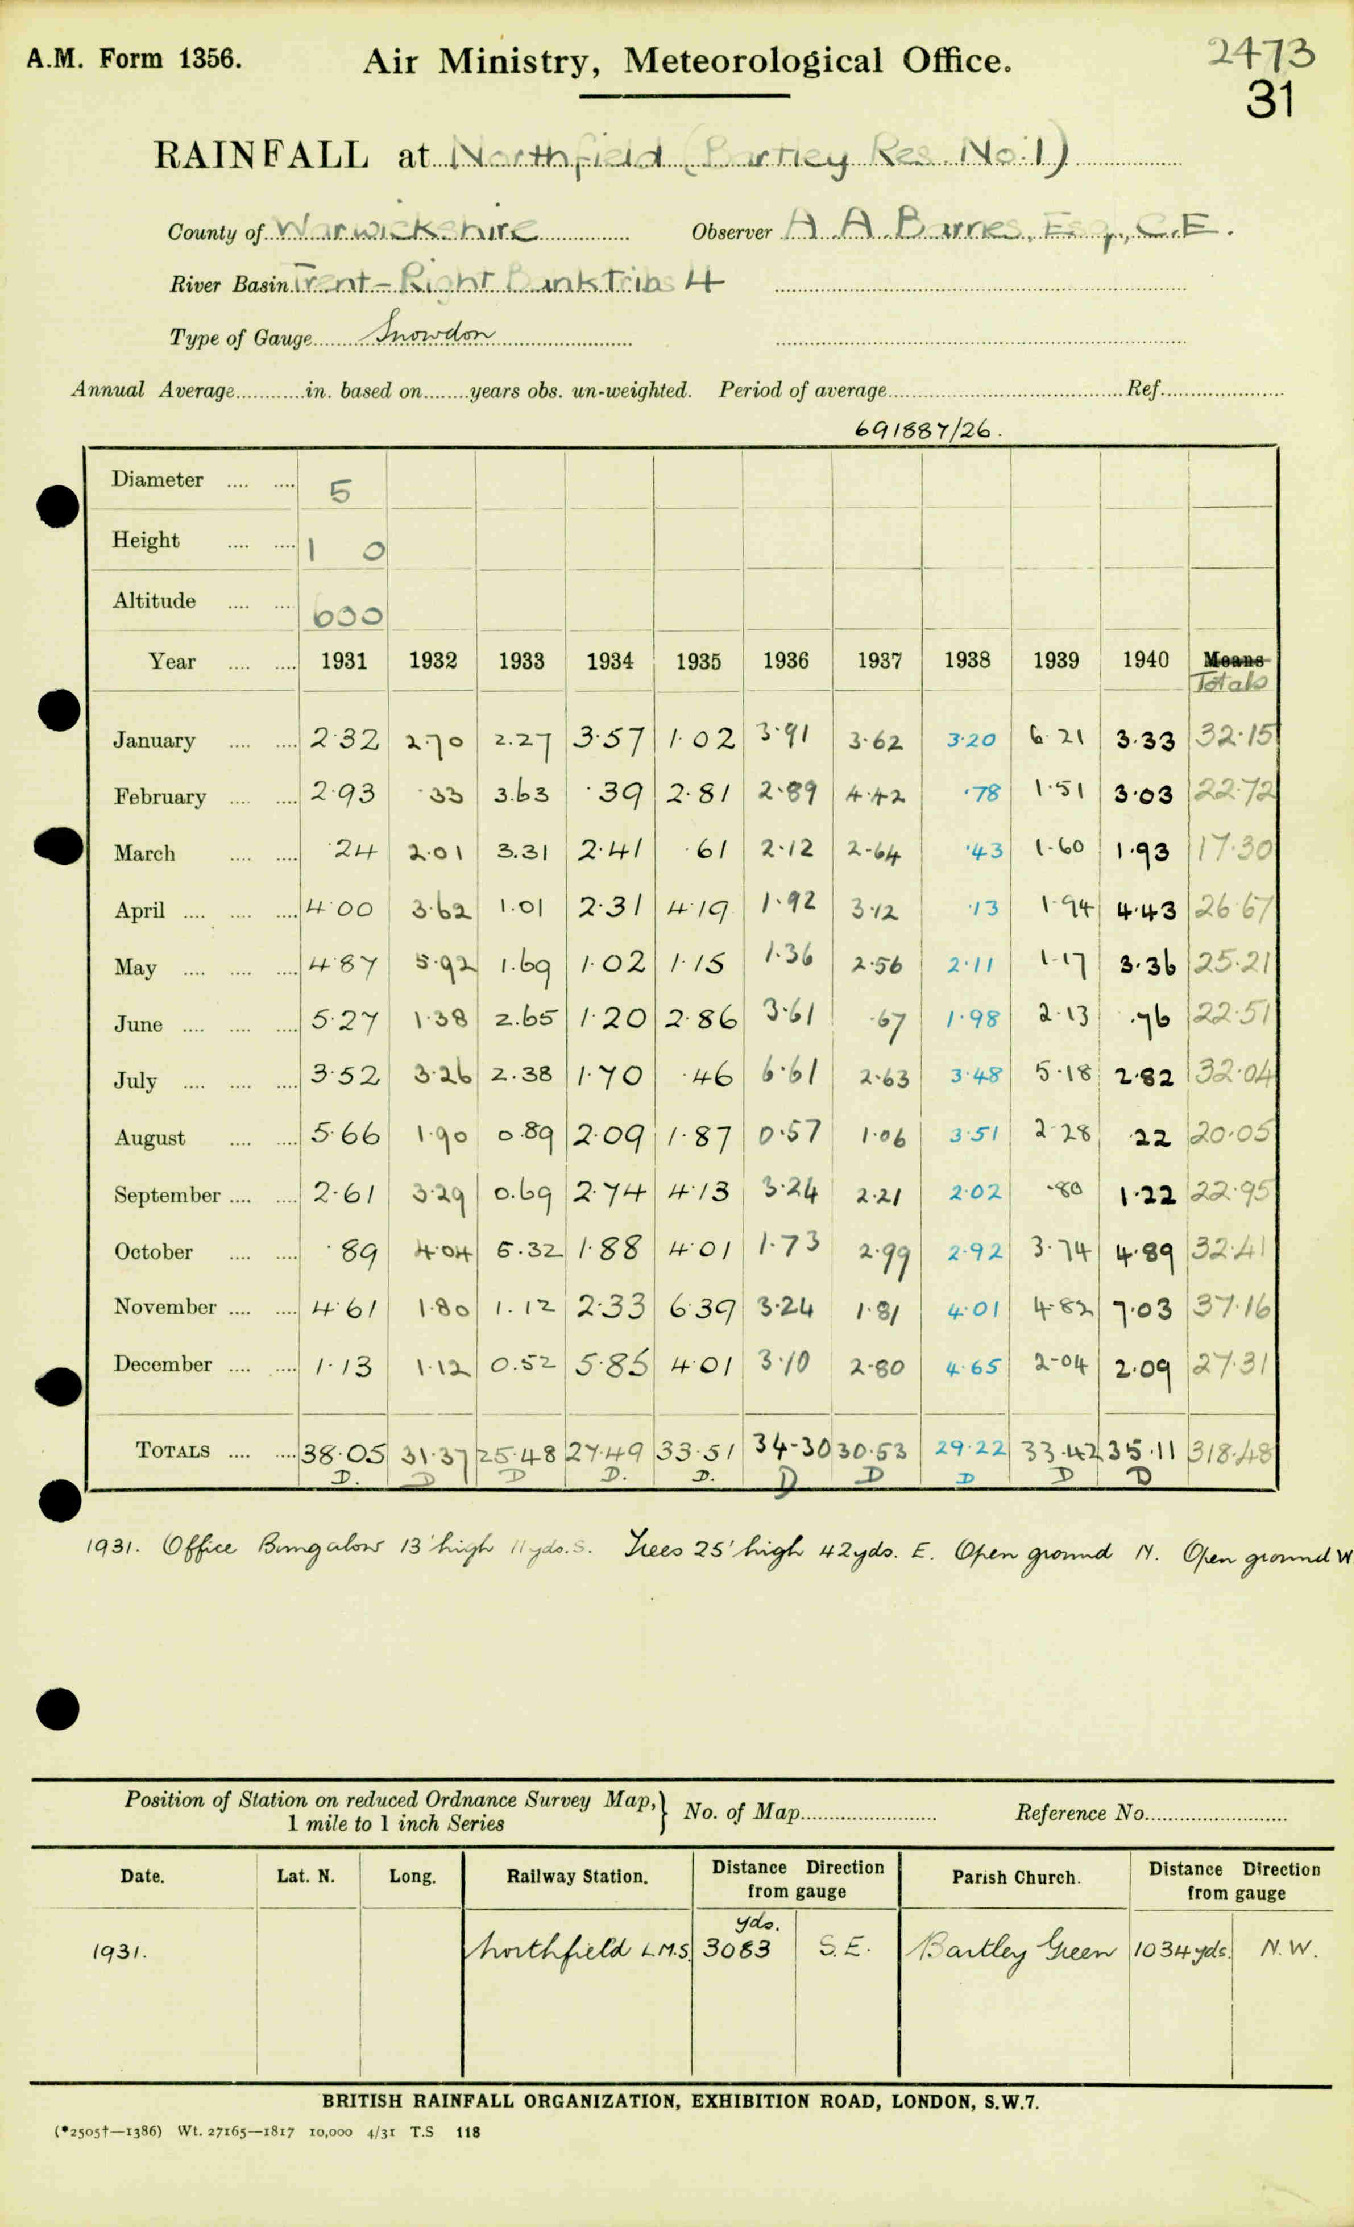 A.M. Form 1356.
Air Ministry, Meteorological Office.
2473
31
RAINFALL at Northfield (Bartley Res. No.1)
County of Warwickshire Observer A A Barnes, Esq., C.E.
River Basin Trent - Right Bank Tribs 4
Type of Gauge Snowdon
Annual Average in. based on years obs. un-weighted. Period of average Ref.
691887/26.
Diameter 5
Height 1 0
Altitude 600
Year 1931 1932 1933 1934 1935 1936 1937 1938 1939 1940 Means
Totals
January 2.32 2.70 2.27 3.57 1.02 3.91 3.62 3.20 6.21 3.33 32.15
February 2.93 .33 3.63 .39 2.81 2.89 4.42 .78 1.51 3.03 22.72
March .24 2.01 3.31 2.41 .61 2.12 2.64 .43 1.60 1.93 17.30
April 4.00 3.62 1.01 2.31 4.19 1.92 3.12 .13 1.94 4.43 26.67
May 4.87 5.92 1.69 1.02 1.15 1.36 2.56 2.11 1.17 3.36 25.21
June 5.27 1.38 2.65 1.20 2.86 3.61 .67 1.98 2.13 .76 22.51
July 3.52 3.26 2.38 1.70 .46 6.61 2.63 3.48 5.18 2.82 32.04
August 5.66 1.90 0.89 2.09 1.87 0.57 1.06 3.51 2.28 .22 20.05
September 2.61 3.29 0.69 2.74 4.13 3.24 2.21 2.02 .80 1.22 22.95
October .89 4.04 5.32 1.88 4.01 1.73 2.99 2.92 3.74 4.89 32.41
November 4.61 1.80 1.12 2.33 6.39 3.24 1.81 4.01 4.82 7.03 37.16
December 1.13 1.12 0.52 5.85 4.01 3.10 2.80 4.65 2.04 2.09 27.31
TOTALS 38.05 31.37 25.48 27.49 33.51 34.30 30.53 29.22 33.42 35.11 318.48
D. D D D. D. D D D D D
1931. Office Bungalow 13' high 11 yds. S. Trees 25' high 42 yds. E. Open ground N. Open ground W
Position of Station on reduced Ordnance Survey Map,
1 mile to 1 inch Series } No. of Map Reference No.
Date. Lat. N. Long. Railway Station. Distance Direction from gauge Parish Church. Distance Direction from gauge
1931. Northfield L.M.S. 3083 yds. S.E. Bartley Green 1034 yds. N.W.
BRITISH RAINFALL ORGANIZATION, EXHIBITION ROAD, LONDON, S.W.7.
(*2505†—1386) Wt. 27165—1817 10,000 4/31 T.S 118